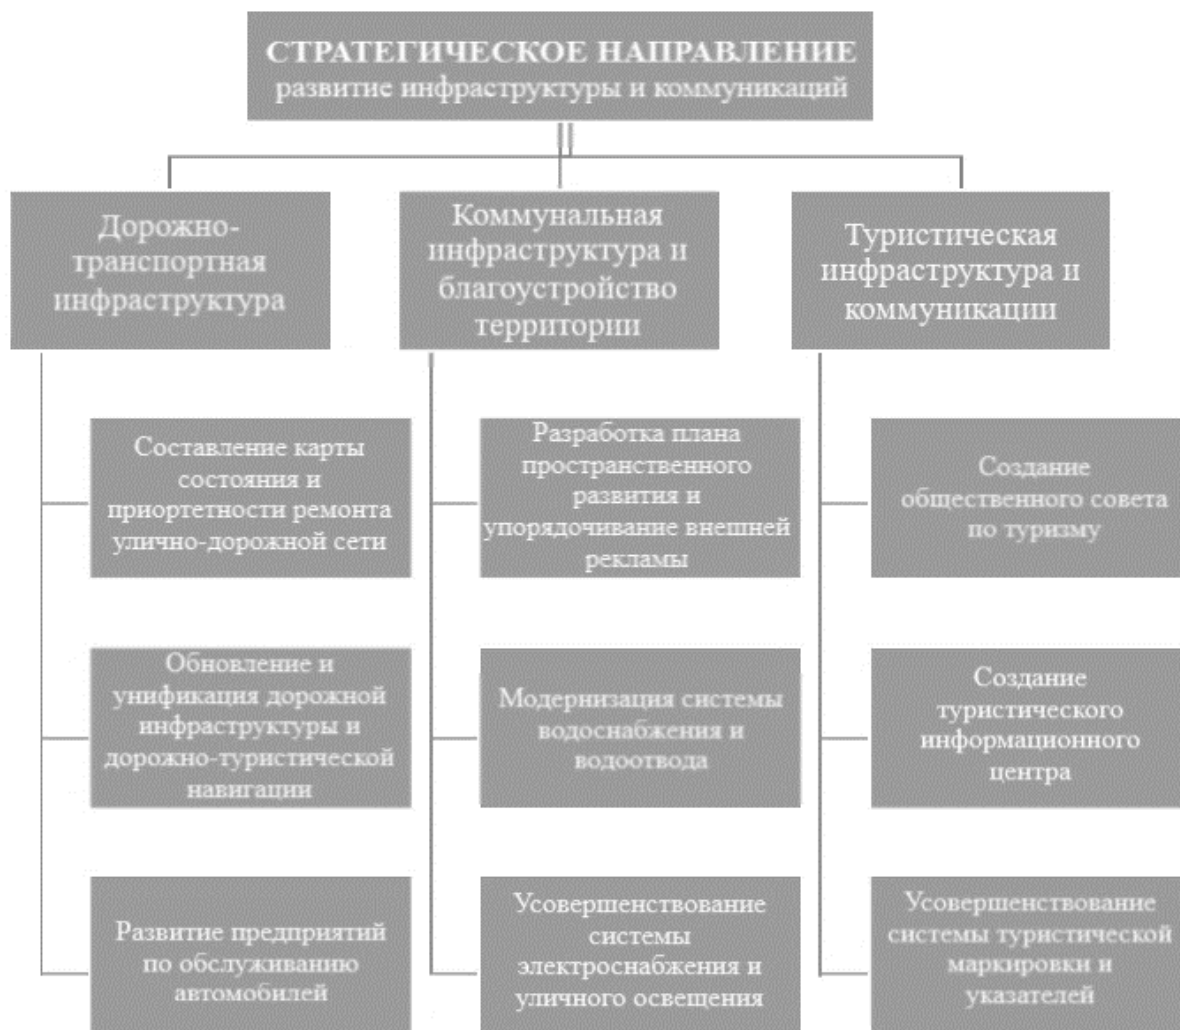 СТРАТЕГИЧЕСКОЕ НАПРАВЛЕНИЕ
развитие инфраструктуры и коммуникаций
Дорожно-
транспортная
инфраструктура
Коммунальная
инфраструктура и
благоустройство
территории
Туристическая
инфраструктура и
коммуникации
Составление карты
состояния и
приортетности ремонта
улично-дорожной сети
Разработка плана
пространственного
развития и
упорядочивание внешней
рекламы
Создание
общественного совета
по туризму
Обновление и
унификация дорожной
инфраструктуры и
дорожно-туристической
навигации
Модернизация системы
водоснабжения и
водоотвода
Создание
туристического
информационного
центра
Развитие предприятий
по обслуживанию
автомобилей
Усовершенствование
системы
электроснабжения и
уличного освещения
Усовершенствование
системы туристической
маркировки и
указателей